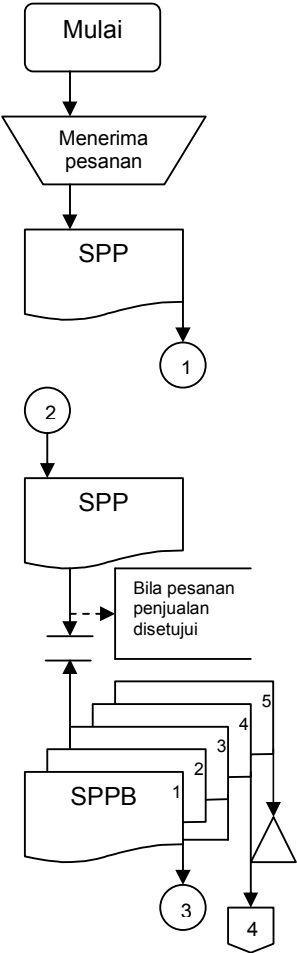 Mulai
Menerima
pesanan
SPP
1
2
SPP
Bila pesanan
penjualan
disetujui
5
4
3
2
1
SPPB
3
4